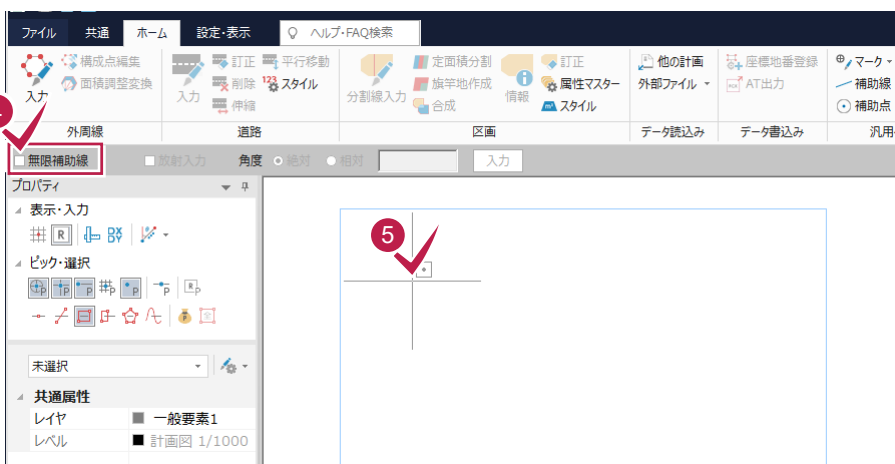 ファイル 共通 ホーム 設定・表示 ヘルプ・FAQ検索
構成点編集 訂正 平行移動 定面積分割 訂正 他の計画 座標地番登録 マーク
面積調整変換 削除 123 スタイル 旗竿地作成 属性マスター 外部ファイル AT出力 補助線
入力 入力 伸縮 分割線入力 合成 情報 スタイル 補助点
外周線 道路 区画 データ読込み データ書込み 汎用
無限補助線 放射入力 角度 絶対 相対 入力
プロパティ
表示・入力
R
5
ピック・選択
P P P P P P R P
未選択
共通属性
レイヤ 一般要素1
レベル 計画図 1/1000